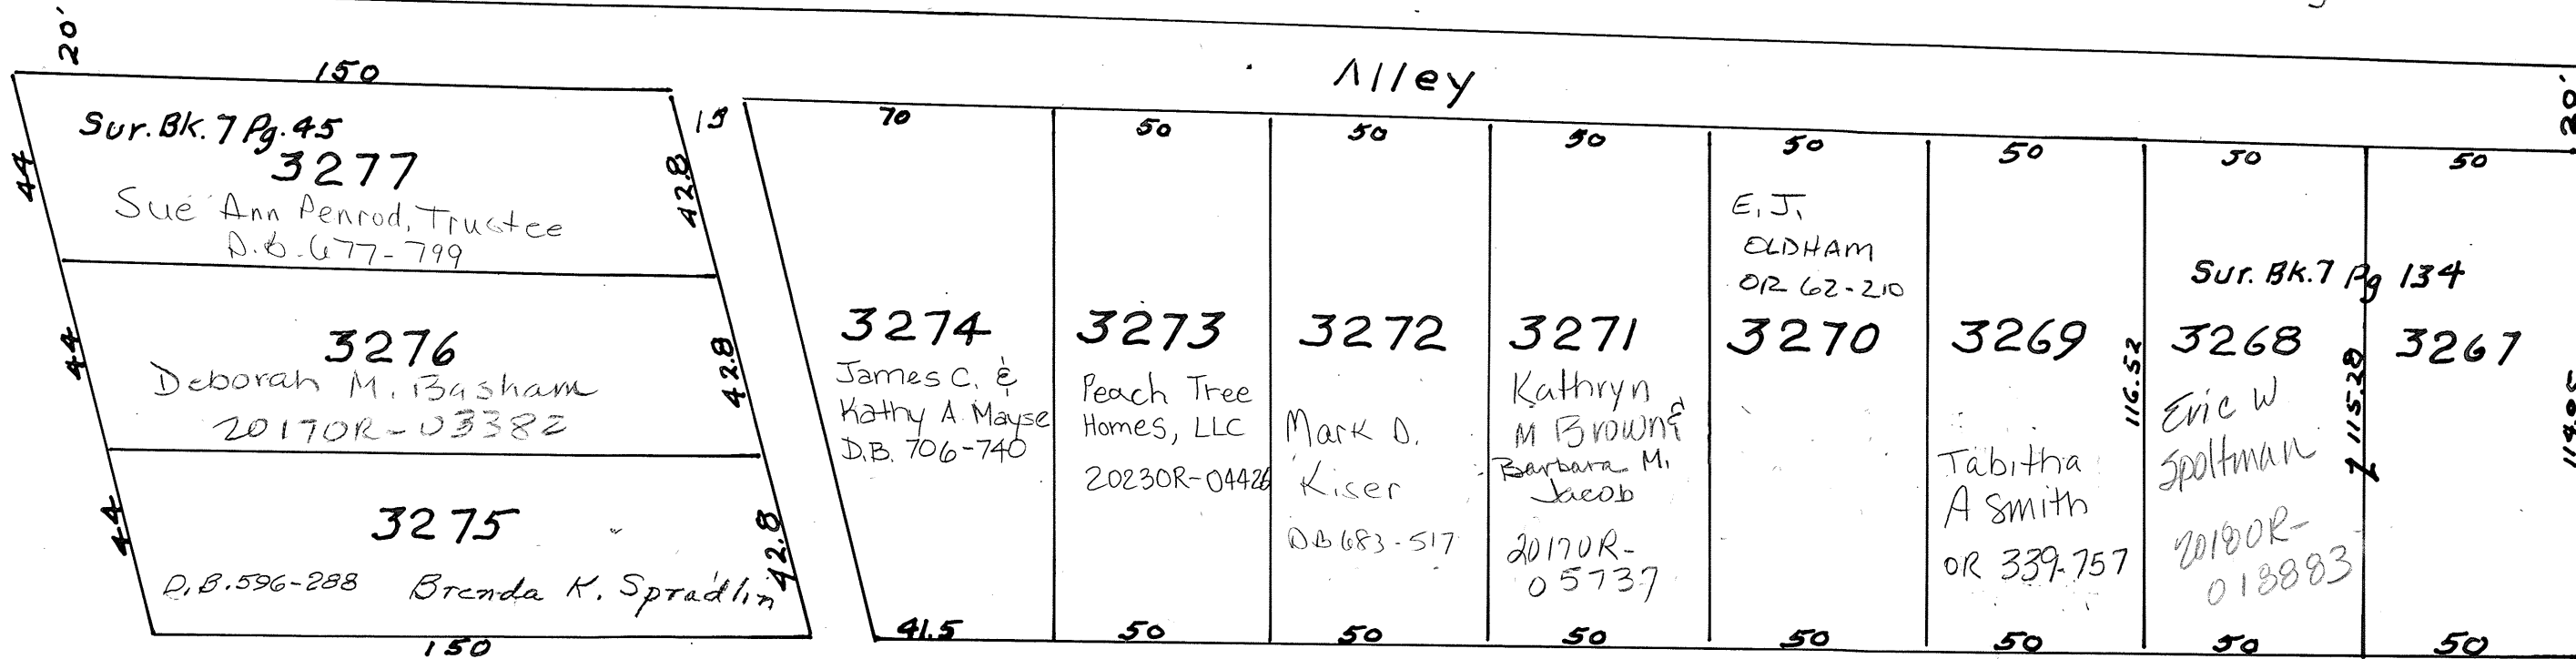 20'
150
Alley
20'
Sur. Bk. 7 Pg. 45
3277
Sue Ann Penrod, Trustee
D.B. 677-799
44
42.8
3276
Deborah M. Basham
2017OR-03382
44
42.8
3275
D.B. 596-288 Brenda K. Spradlin
44
42.8
150
15
70
3274
James C. &
Kathy A. Mayse
D.B. 706-740
41.5
50
3273
Peach Tree
Homes, LLC
2023OR-04426
50
50
3272
Mark D.
Kiser
DB 683-517
50
50
3271
Kathryn
M Brown &
Barbara M.
Jacob
2017OR-
05737
50
50
E. J.
OLDHAM
OR 62-210
3270
50
50
3269
Tabitha
A Smith
OR 339-757
50
116.52
50
Sur. Bk. 7 Pg 134
3268
Eric W
Spoltman
2018OR-
013883
50
115.28
50
3267
50